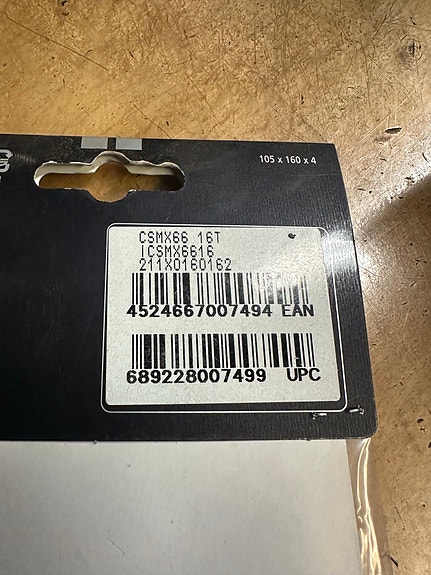 105 x 160 x 4
CSMX66 16T
ICSMX6616
211X0160162
4524667007494 EAN
689228007499 UPC